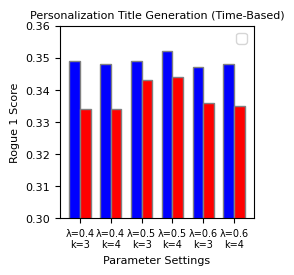 Personalization Title Generation (Time-Based)
0.36
0.35
0.34
0.33
0.32
0.31
0.30
Rogue 1 Score
λ=0.4 λ=0.4 λ=0.5 λ=0.5 λ=0.6 λ=0.6
k=3 k=4 k=3 k=4 k=3 k=4
Parameter Settings